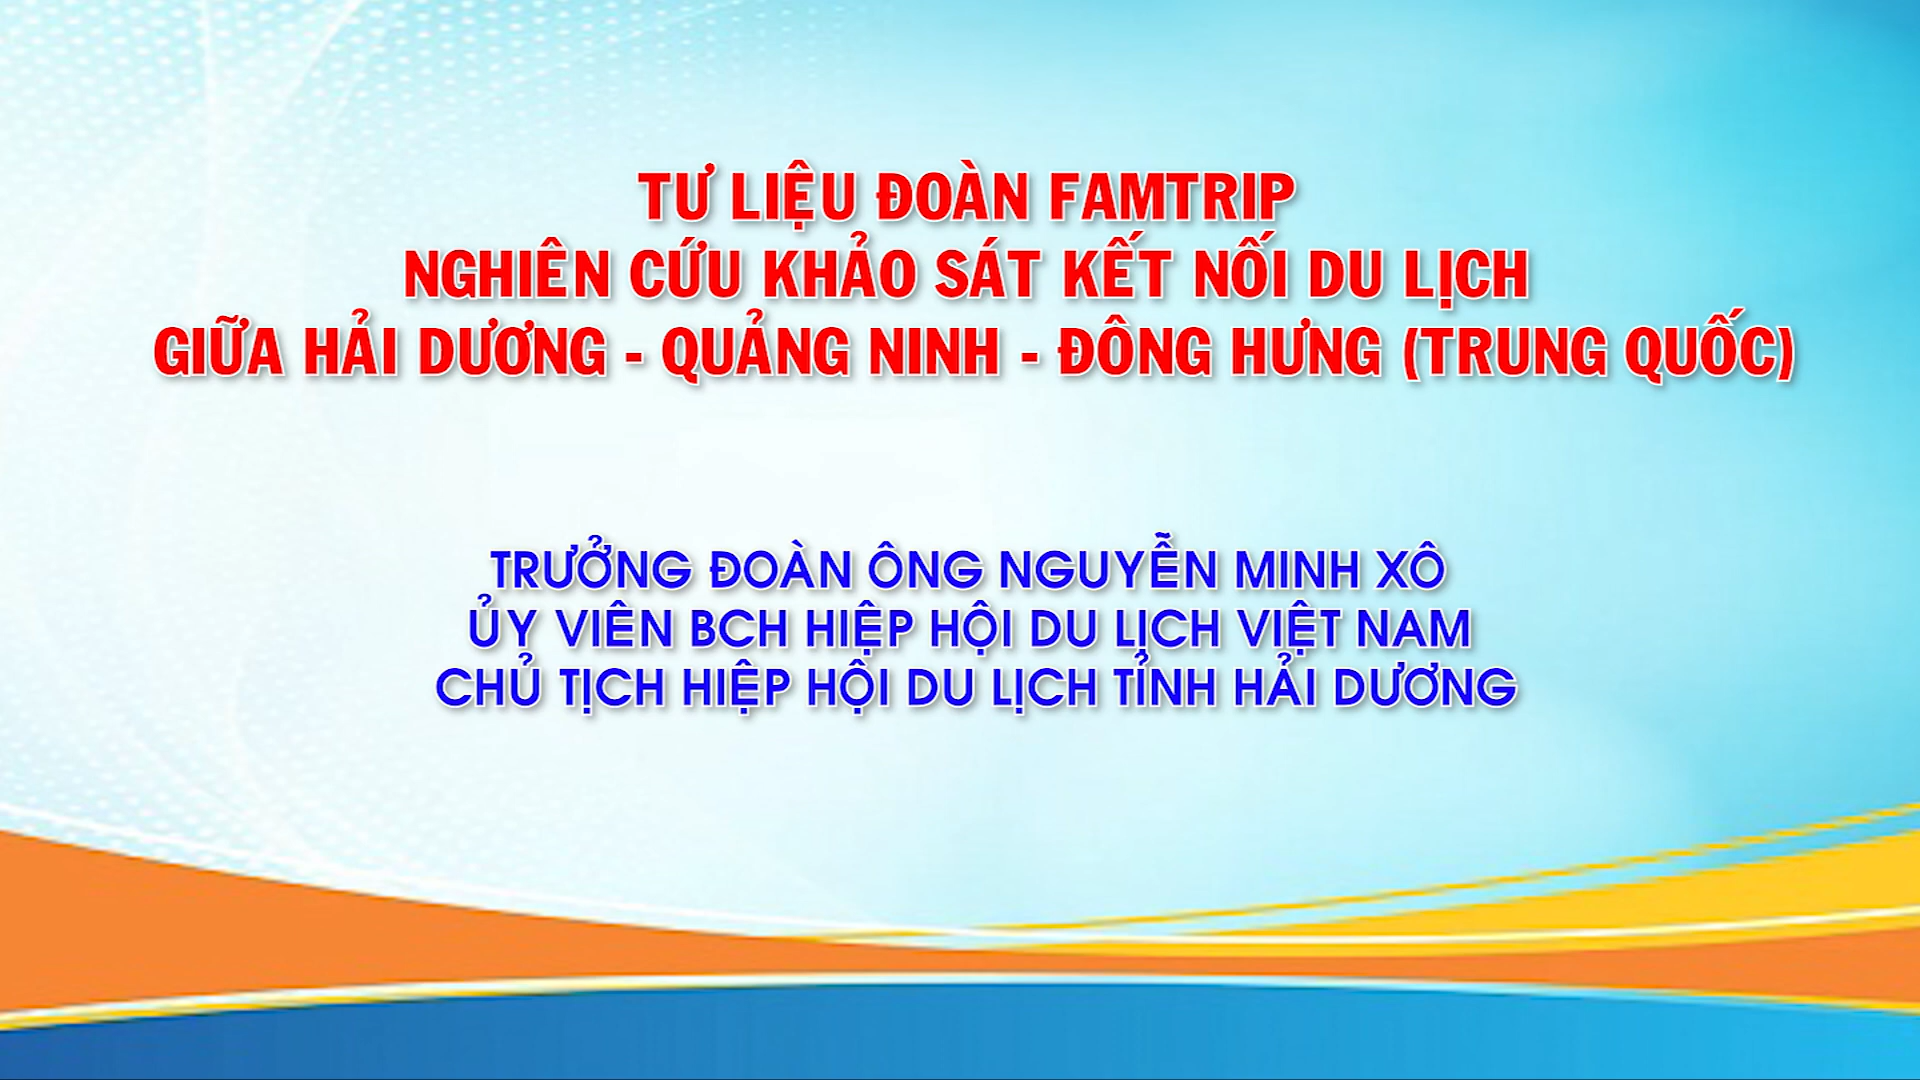 TƯ LIỆU ĐOÀN FAMTRIP
NGHIÊN CỨU KHẢO SÁT KẾT NỐI DU LỊCH
GIỮA HẢI DƯƠNG - QUẢNG NINH - ĐÔNG HƯNG (TRUNG QUỐC)
TRƯỞNG ĐOÀN ÔNG NGUYỄN MINH XÔ
ỦY VIÊN BCH HIỆP HỘI DU LỊCH VIỆT NAM
CHỦ TỊCH HIỆP HỘI DU LỊCH TỈNH HẢI DƯƠNG